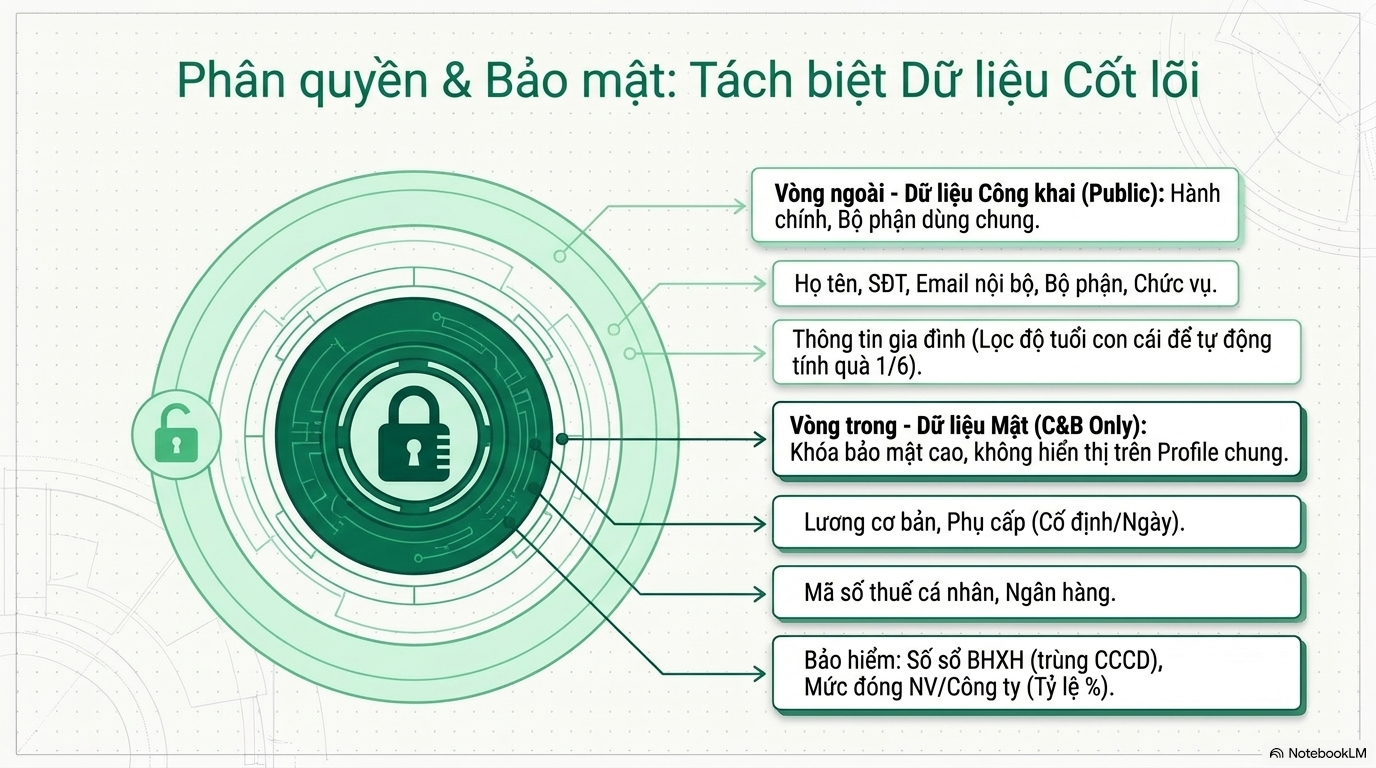 Phân quyền & Bảo mật: Tách biệt Dữ liệu Cốt lõi
Vòng ngoài - Dữ liệu Công khai (Public): Hành
chính, Bộ phận dùng chung.
Họ tên, SĐT, Email nội bộ, Bộ phận, Chức vụ.
Thông tin gia đình (Lọc độ tuổi con cái để tự động
tính quà 1/6).
Vòng trong - Dữ liệu Mật (C&B Only):
Khóa bảo mật cao, không hiển thị trên Profile chung.
Lương cơ bản, Phụ cấp (Cố định/Ngày).
Mã số thuế cá nhân, Ngân hàng.
Bảo hiểm: Số sổ BHXH (trùng CCCD),
Mức đóng NV/Công ty (Tỷ lệ %).
NotebookLM